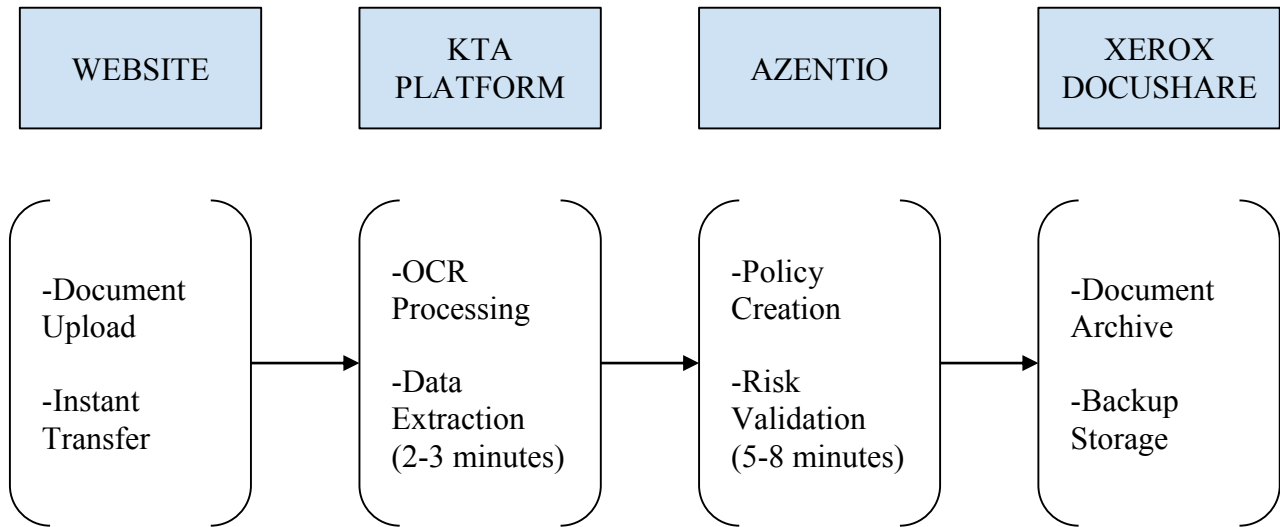 WEBSITE
KTA
PLATFORM
AZENTIO
XEROX
DOCUSHARE
-Document
Upload
-Instant
Transfer
-OCR
Processing
-Data
Extraction
(2-3 minutes)
-Policy
Creation
-Risk
Validation
(5-8 minutes)
-Document
Archive
-Backup
Storage